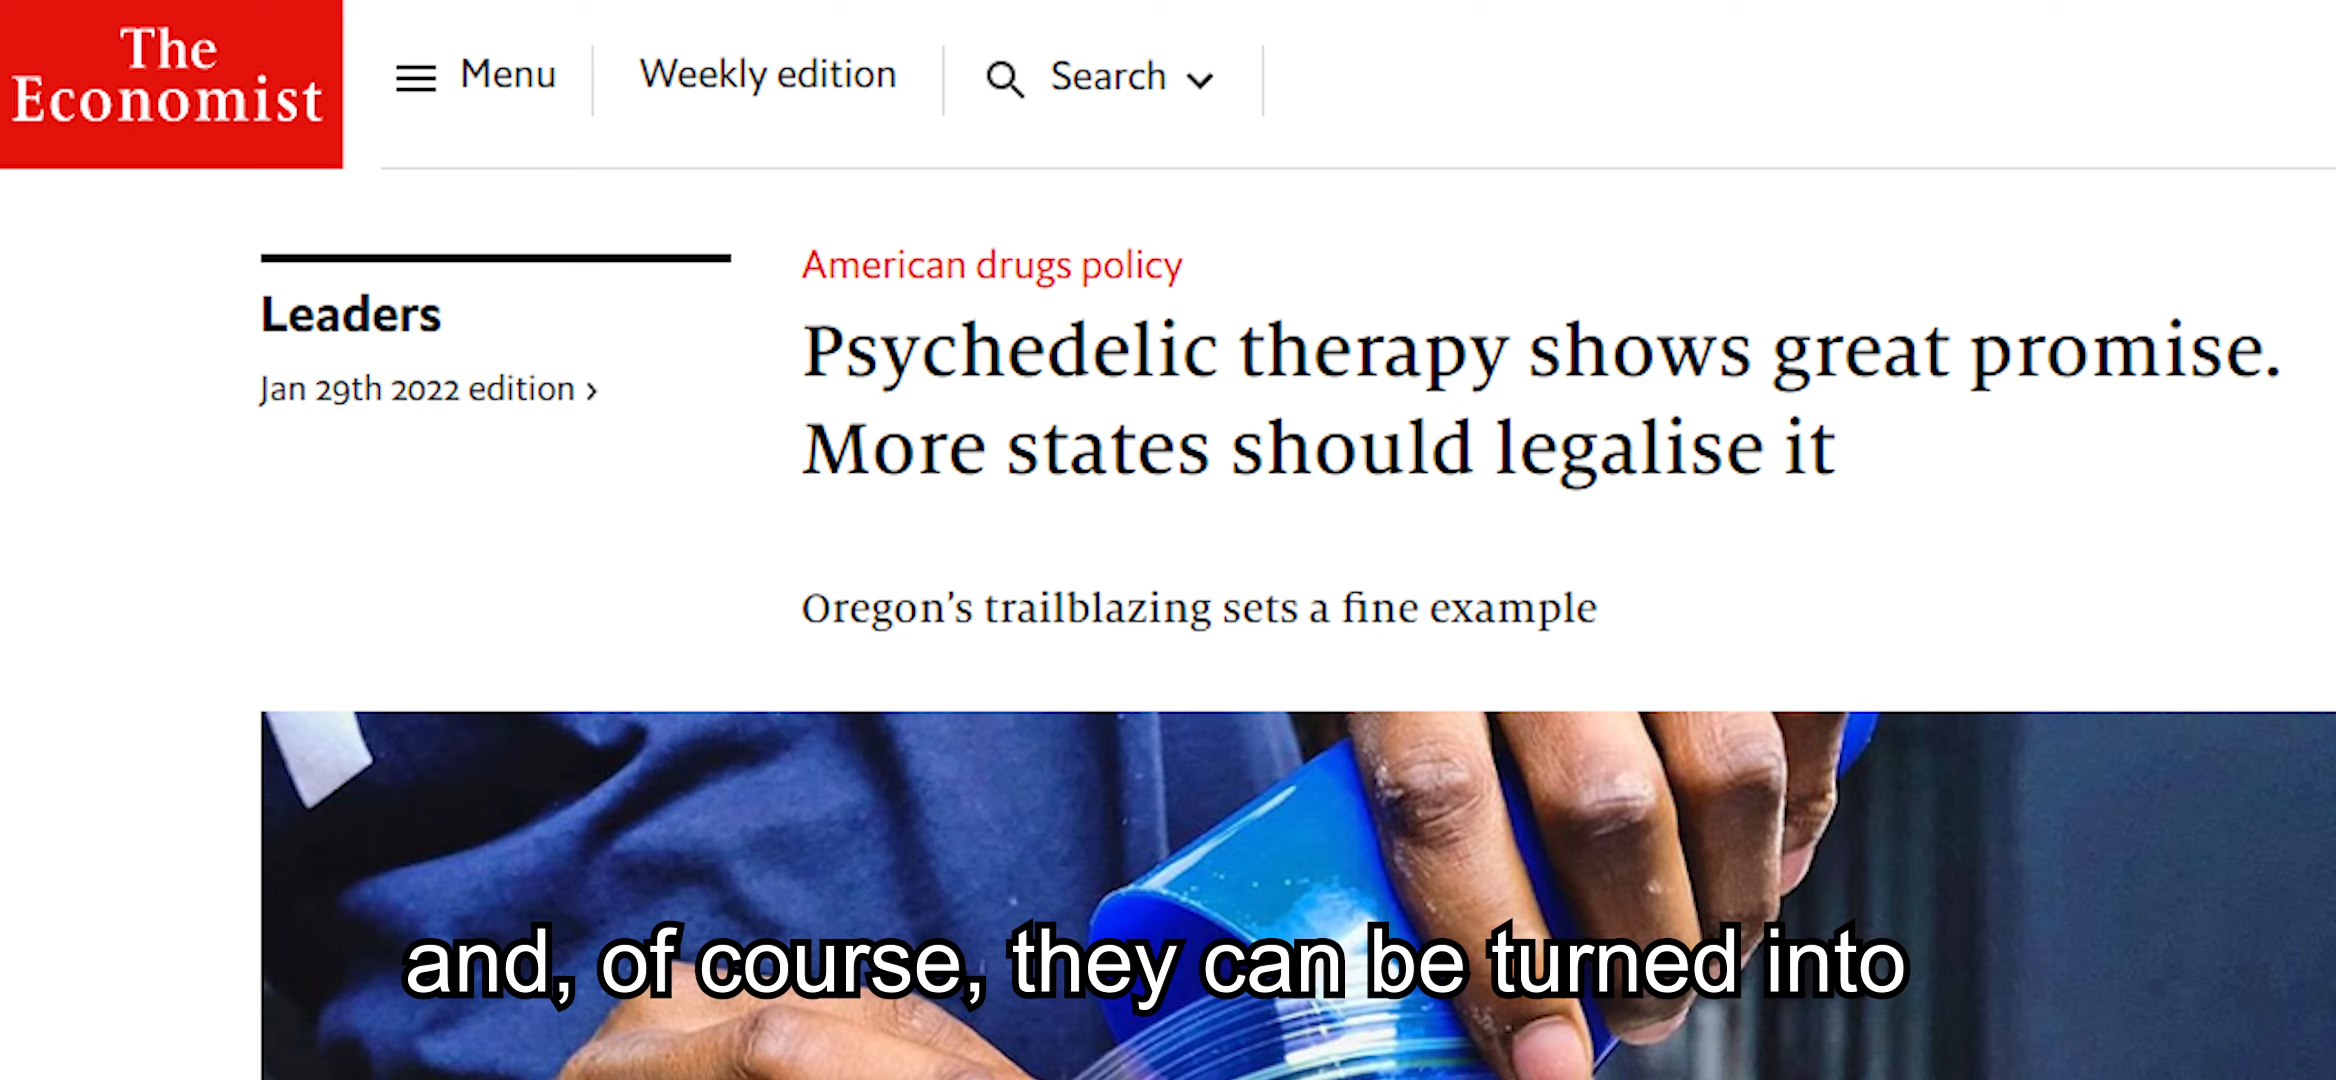 The
Economist
Menu
Weekly edition
Search
Leaders
Jan 29th 2022 edition >
American drugs policy
Psychedelic therapy shows great promise.
More states should legalise it
Oregon's trailblazing sets a fine example
and, of course, they can be turned into